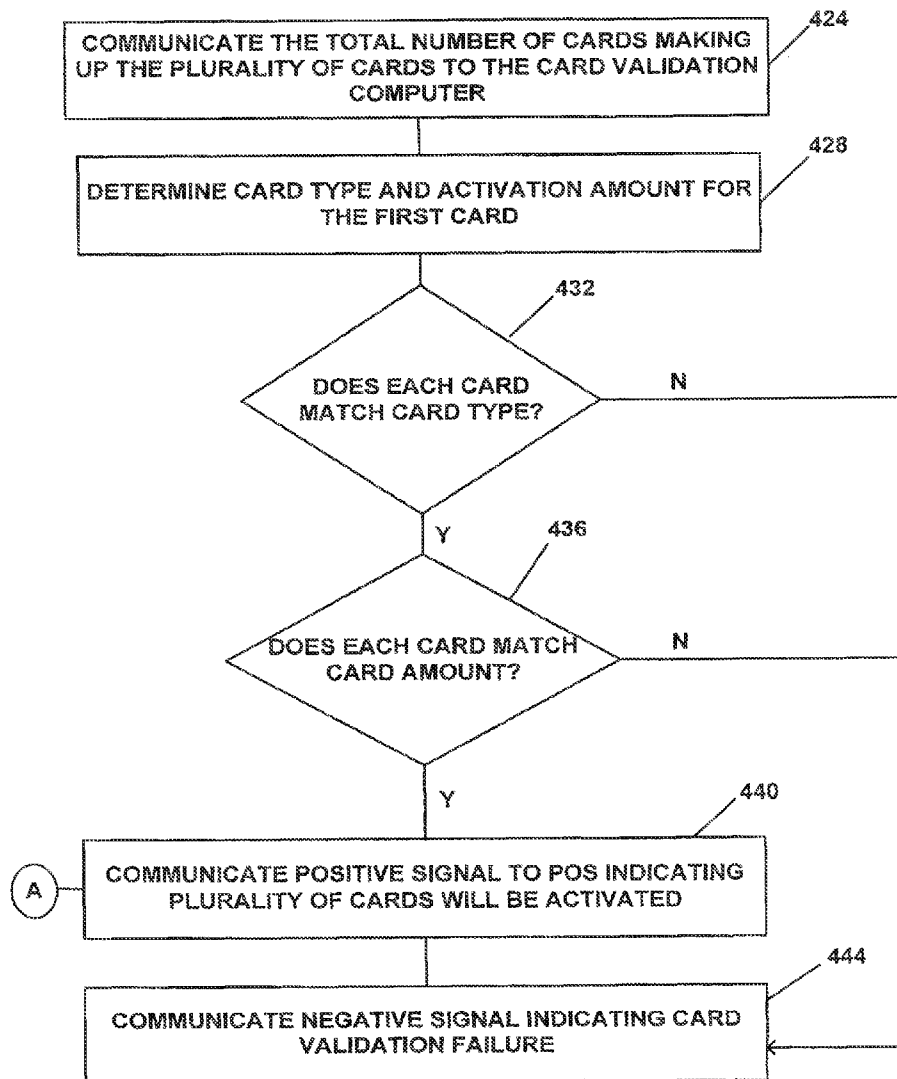 424
COMMUNICATE THE TOTAL NUMBER OF CARDS MAKING
UP THE PLURALITY OF CARDS TO THE CARD VALIDATION
COMPUTER
428
DETERMINE CARD TYPE AND ACTIVATION AMOUNT FOR
THE FIRST CARD
432
DOES EACH CARD
MATCH CARD TYPE?
N
Y
436
DOES EACH CARD MATCH
CARD AMOUNT?
N
Y
440
A
COMMUNICATE POSITIVE SIGNAL TO POS INDICATING
PLURALITY OF CARDS WILL BE ACTIVATED
444
COMMUNICATE NEGATIVE SIGNAL INDICATING CARD
VALIDATION FAILURE